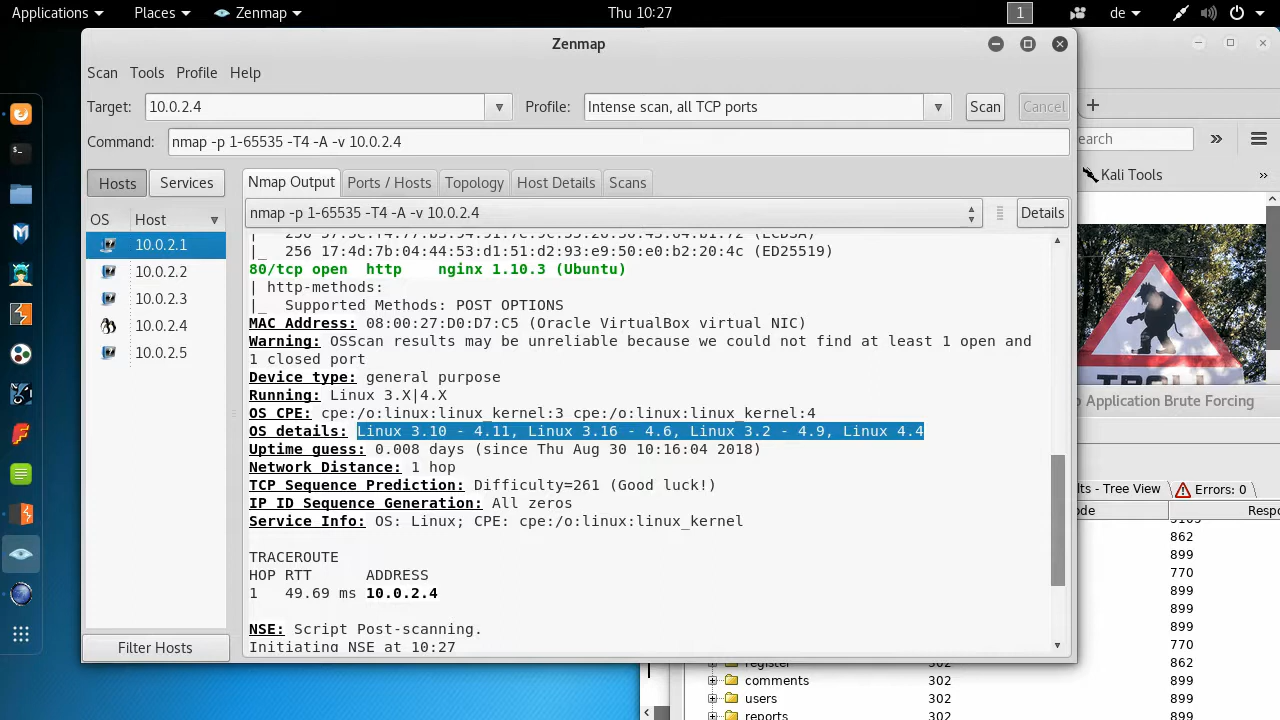 Applications Places Zenmap Thu 10:27 1 de
Zenmap
Scan Tools Profile Help
Target: 10.0.2.4 Profile: Intense scan, all TCP ports Scan Cancel
Command: nmap -p 1-65535 -T4 -A -v 10.0.2.4
earch
Kali Tools
Hosts Services
Nmap Output Ports / Hosts Topology Host Details Scans
nmap -p 1-65535 -T4 -A -v 10.0.2.4 Details
OS Host
10.0.2.1
10.0.2.2
10.0.2.3
10.0.2.4
10.0.2.5
Filter Hosts
|_ 256 17:4d:7b:04:44:53:d1:51:d2:93:e9:50:e0:b2:20:4c (ED25519)
80/tcp open http nginx 1.10.3 (Ubuntu)
| http-methods:
|_ Supported Methods: POST OPTIONS
MAC Address: 08:00:27:D0:D7:C5 (Oracle VirtualBox virtual NIC)
Warning: OSScan results may be unreliable because we could not find at least 1 open and
1 closed port
Device type: general purpose
Running: Linux 3.X|4.X
OS CPE: cpe:/o:linux:linux_kernel:3 cpe:/o:linux:linux_kernel:4
OS details: Linux 3.10 - 4.11, Linux 3.16 - 4.6, Linux 3.2 - 4.9, Linux 4.4
Uptime guess: 0.008 days (since Thu Aug 30 10:16:04 2018)
Network Distance: 1 hop
TCP Sequence Prediction: Difficulty=261 (Good luck!)
IP ID Sequence Generation: All zeros
Service Info: OS: Linux; CPE: cpe:/o:linux:linux_kernel
TRACEROUTE
HOP RTT ADDRESS
1 49.69 ms 10.0.2.4
NSE: Script Post-scanning.
Initiating NSE at 10:27
TROLL
Application Brute Forcing
lts - Tree View Errors: 0
ode Respo
862
899
770
899
899
899
770
register 302 862
comments 302 899
users 302 899
reports 302 899